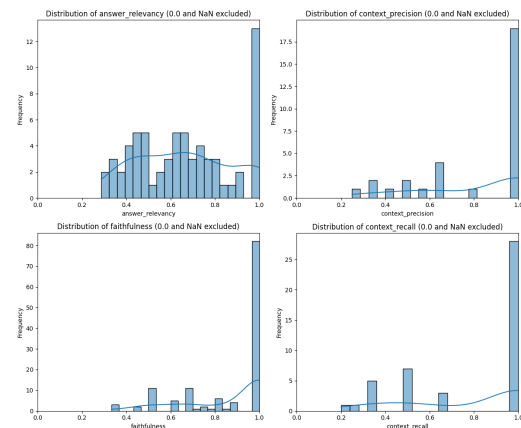 Distribution of answer_relevancy (0.0 and NaN excluded)
12
10
8
6
4
2
0
Frequency
0.0 0.2 0.4 0.6 0.8 1.0
answer_relevancy
Distribution of context_precision (0.0 and NaN excluded)
17.5
15.0
12.5
10.0
7.5
5.0
2.5
0.0
Frequency
0.0 0.2 0.4 0.6 0.8 1.0
context_precision
Distribution of faithfulness (0.0 and NaN excluded)
80
70
60
50
40
30
20
10
0
Frequency
0.0 0.2 0.4 0.6 0.8 1.0
faithfulness
Distribution of context_recall (0.0 and NaN excluded)
25
20
15
10
5
0
Frequency
0.0 0.2 0.4 0.6 0.8 1.0
context_recall